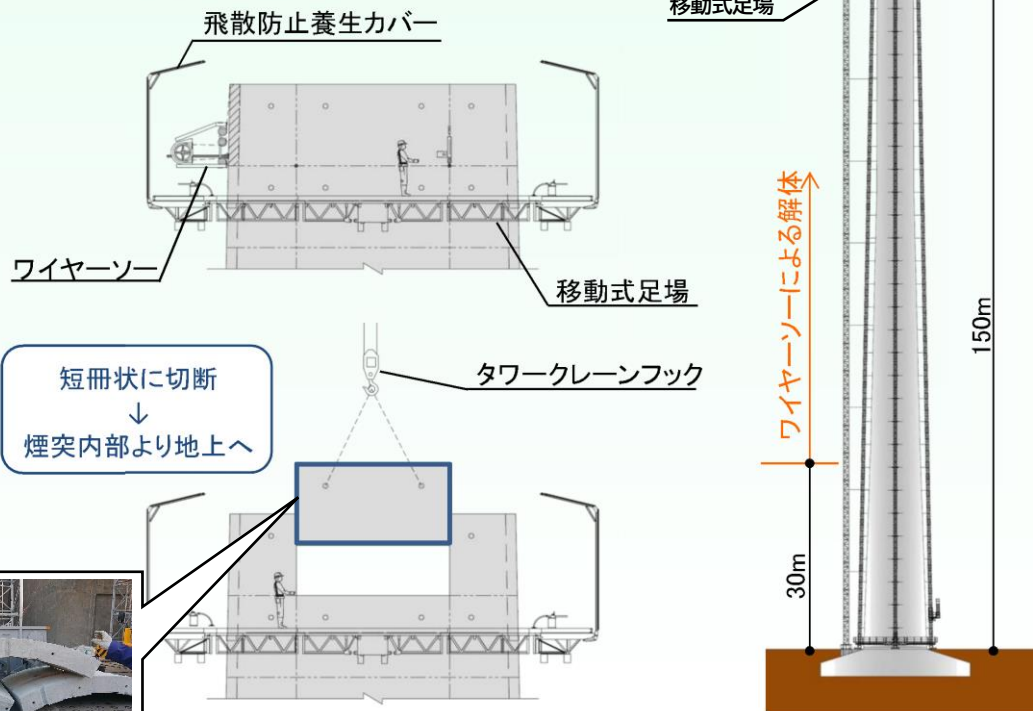 飛散防止養生カバー
移動式足場
ワイヤーソー
移動式足場
短冊状に切断
↓
煙突内部より地上へ
タワークレーンフック
ワイヤーソーによる解体
150m
30m